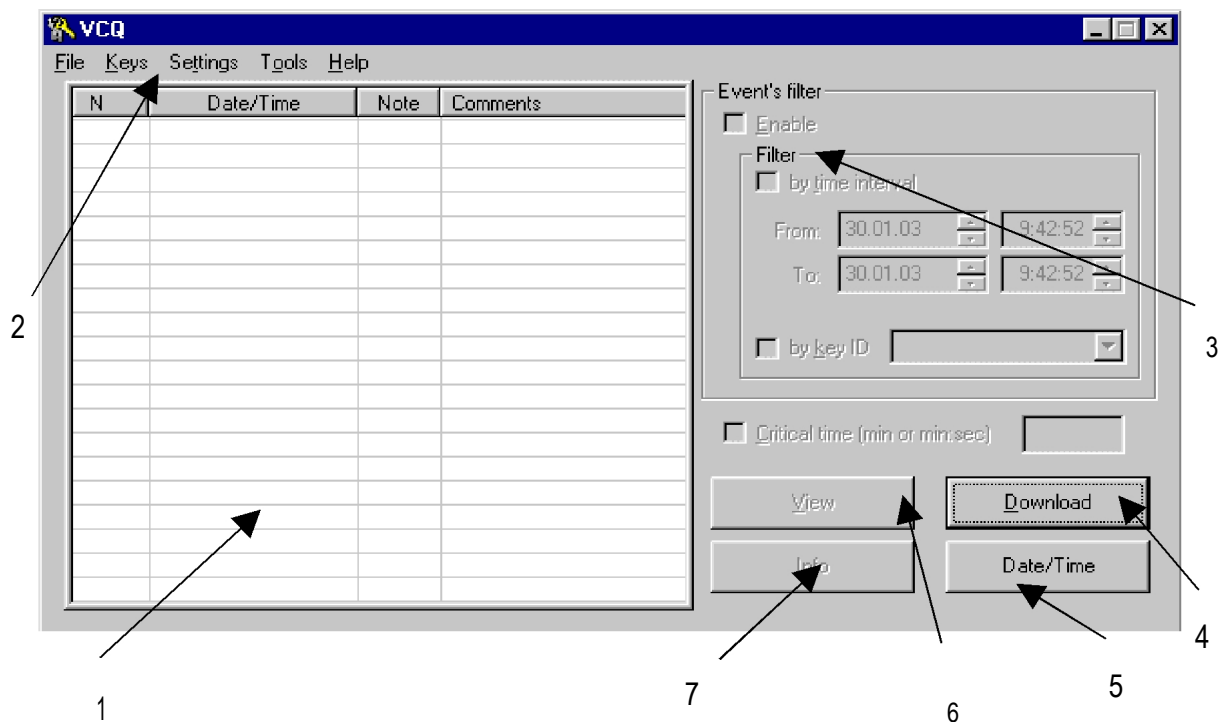 VCQ
File Keys Settings Tools Help
N Date/Time Note Comments
Event's filter
Enable
Filter
by time interval
From: 30.01.03 9:42:52
To: 30.01.03 9:42:52
by key ID
Critical time (min or min:sec)
View Download
Info Date/Time
2
3
4
5
7
1
6